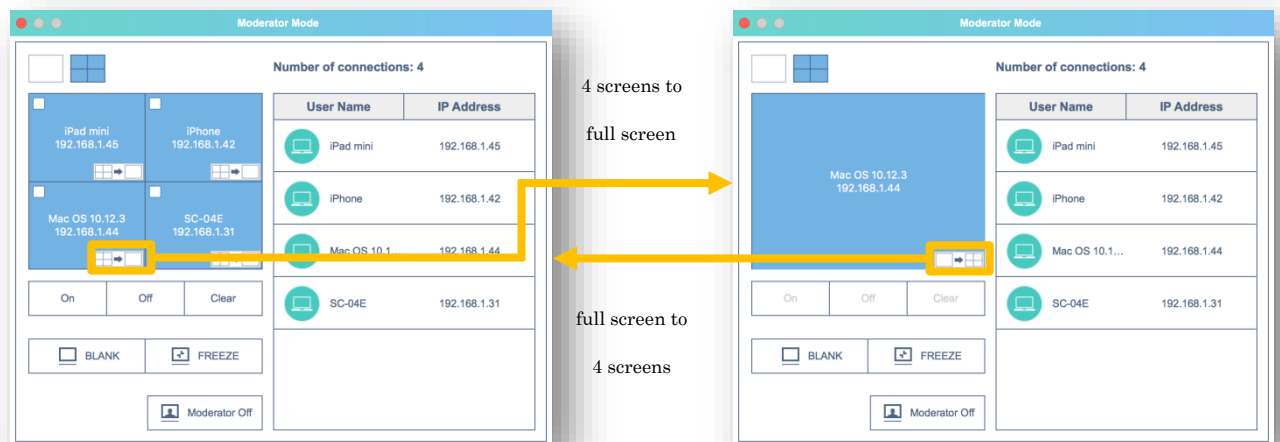 Moderator Mode
Number of connections: 4
iPad mini
192.168.1.45
iPhone
192.168.1.42
Mac OS 10.12.3
192.168.1.44
SC-04E
192.168.1.31
On Off Clear
BLANK FREEZE
Moderator Off
User Name IP Address
iPad mini 192.168.1.45
iPhone 192.168.1.42
Mac OS 10.1... 192.168.1.44
SC-04E 192.168.1.31
4 screens to
full screen
full screen to
4 screens
Moderator Mode
Number of connections: 4
Mac OS 10.12.3
192.168.1.44
On Off Clear
BLANK FREEZE
Moderator Off
User Name IP Address
iPad mini 192.168.1.45
iPhone 192.168.1.42
Mac OS 10.1... 192.168.1.44
SC-04E 192.168.1.31